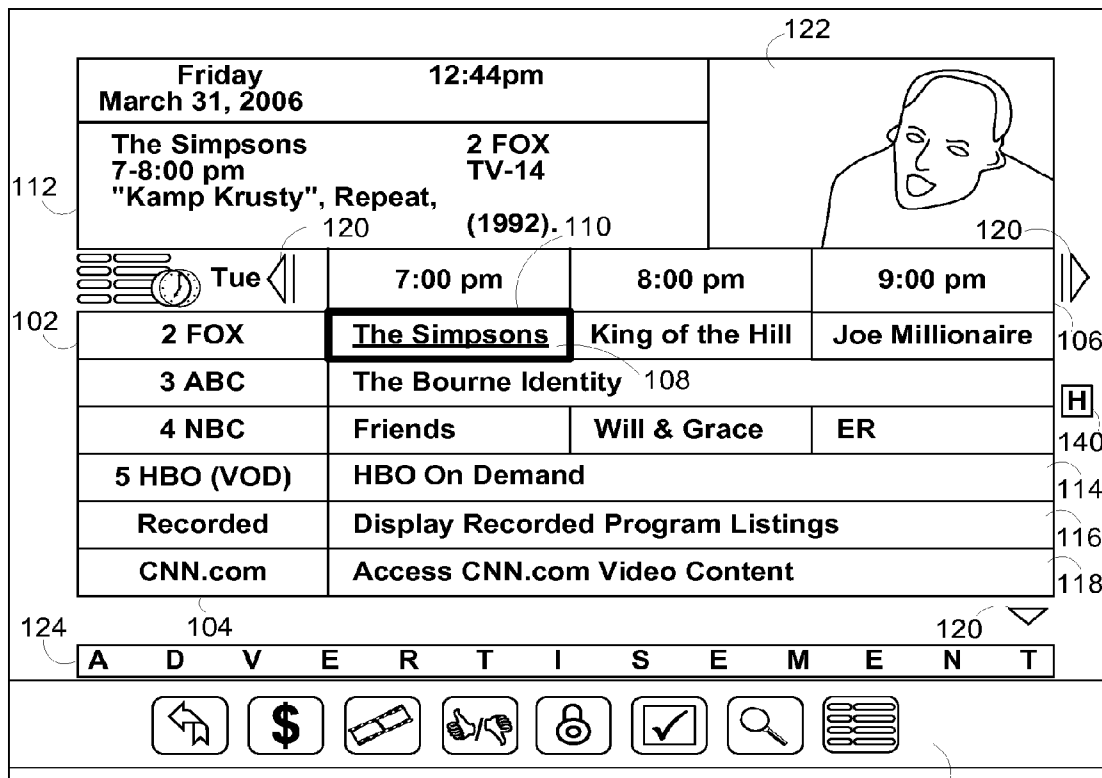 122
Friday 12:44pm
March 31, 2006
The Simpsons 2 FOX
7-8:00 pm TV-14
112
"Kamp Krusty", Repeat,
(1992).
120 110 120
Tue 7:00 pm 8:00 pm 9:00 pm
102
2 FOX The Simpsons King of the Hill Joe Millionaire
106
3 ABC The Bourne Identity 108
H
4 NBC Friends Will & Grace ER
140
5 HBO (VOD) HBO On Demand
114
Recorded Display Recorded Program Listings
116
CNN.com Access CNN.com Video Content
118
124 104 120
A D V E R T I S E M E N T
$